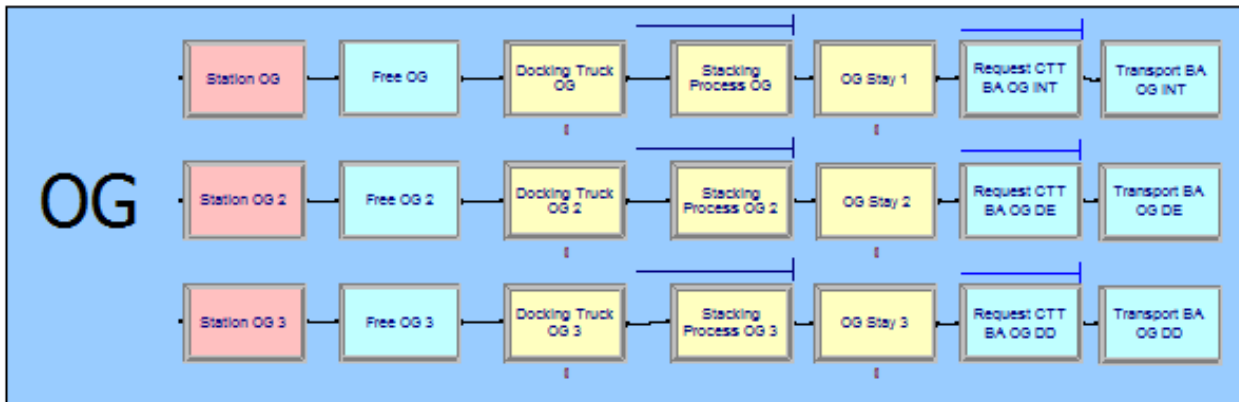 OG
Station OG
Free OG
Docking Truck
OG
Stacking
Process OG
OG Stay 1
Request CTT
BA OG INT
Transport BA
OG INT
Station OG 2
Free OG 2
Docking Truck
OG 2
Stacking
Process OG 2
OG Stay 2
Request CTT
BA OG DE
Transport BA
OG DE
Station OG 3
Free OG 3
Docking Truck
OG 3
Stacking
Process OG 3
OG Stay 3
Request CTT
BA OG DD
Transport BA
OG DD